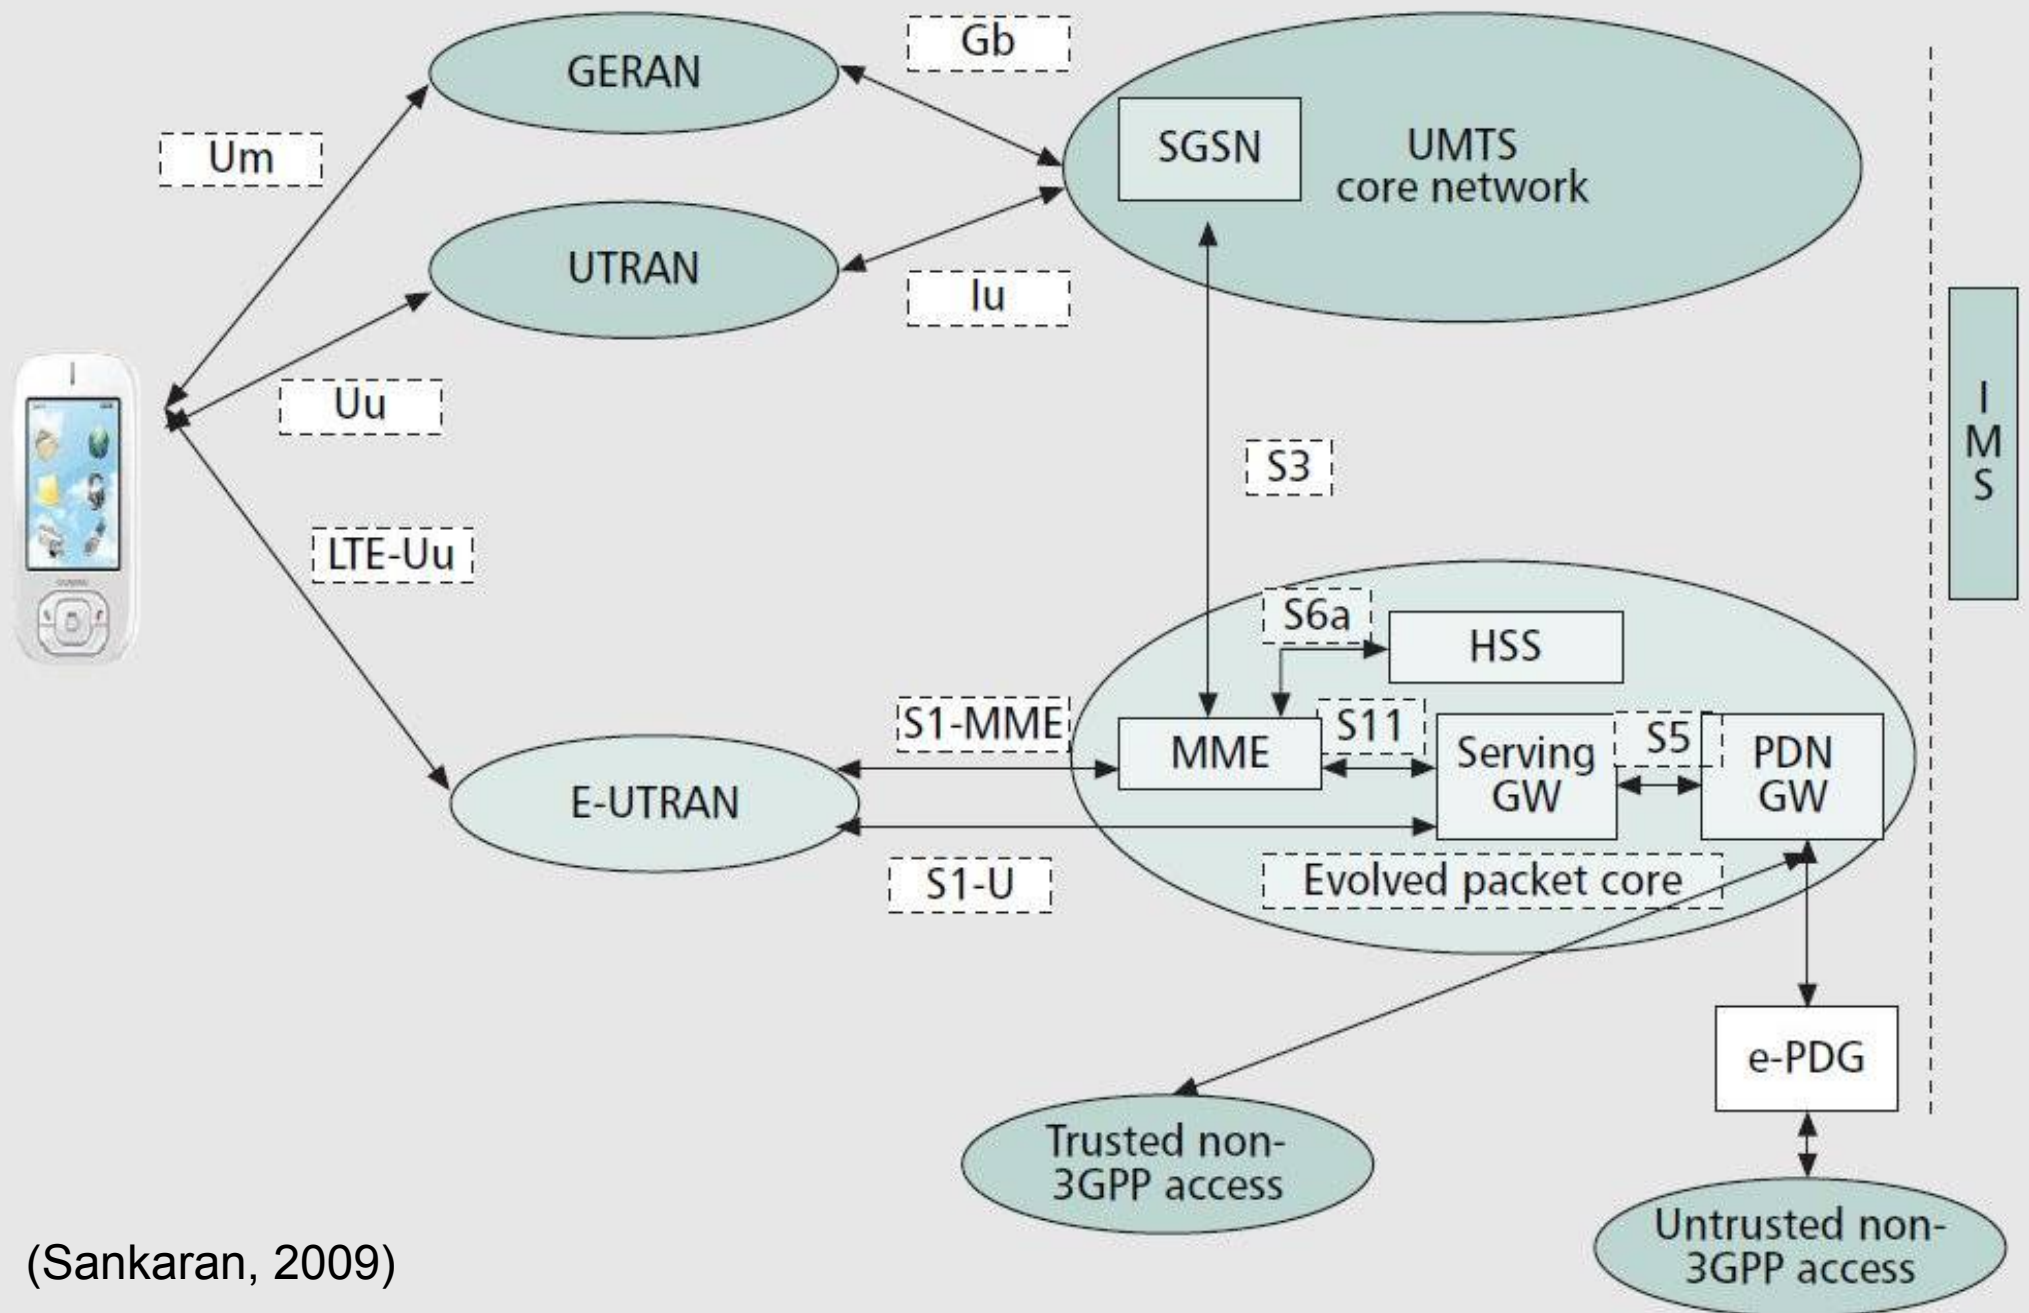 GERAN
Gb
Um
SGSN
UMTS
core network
UTRAN
Iu
Uu
I
M
S
S3
LTE-Uu
S6a
HSS
S1-MME
MME
S11
Serving
GW
S5
PDN
GW
E-UTRAN
S1-U
Evolved packet core
e-PDG
Trusted non-
3GPP access
Untrusted non-
3GPP access
(Sankaran, 2009)